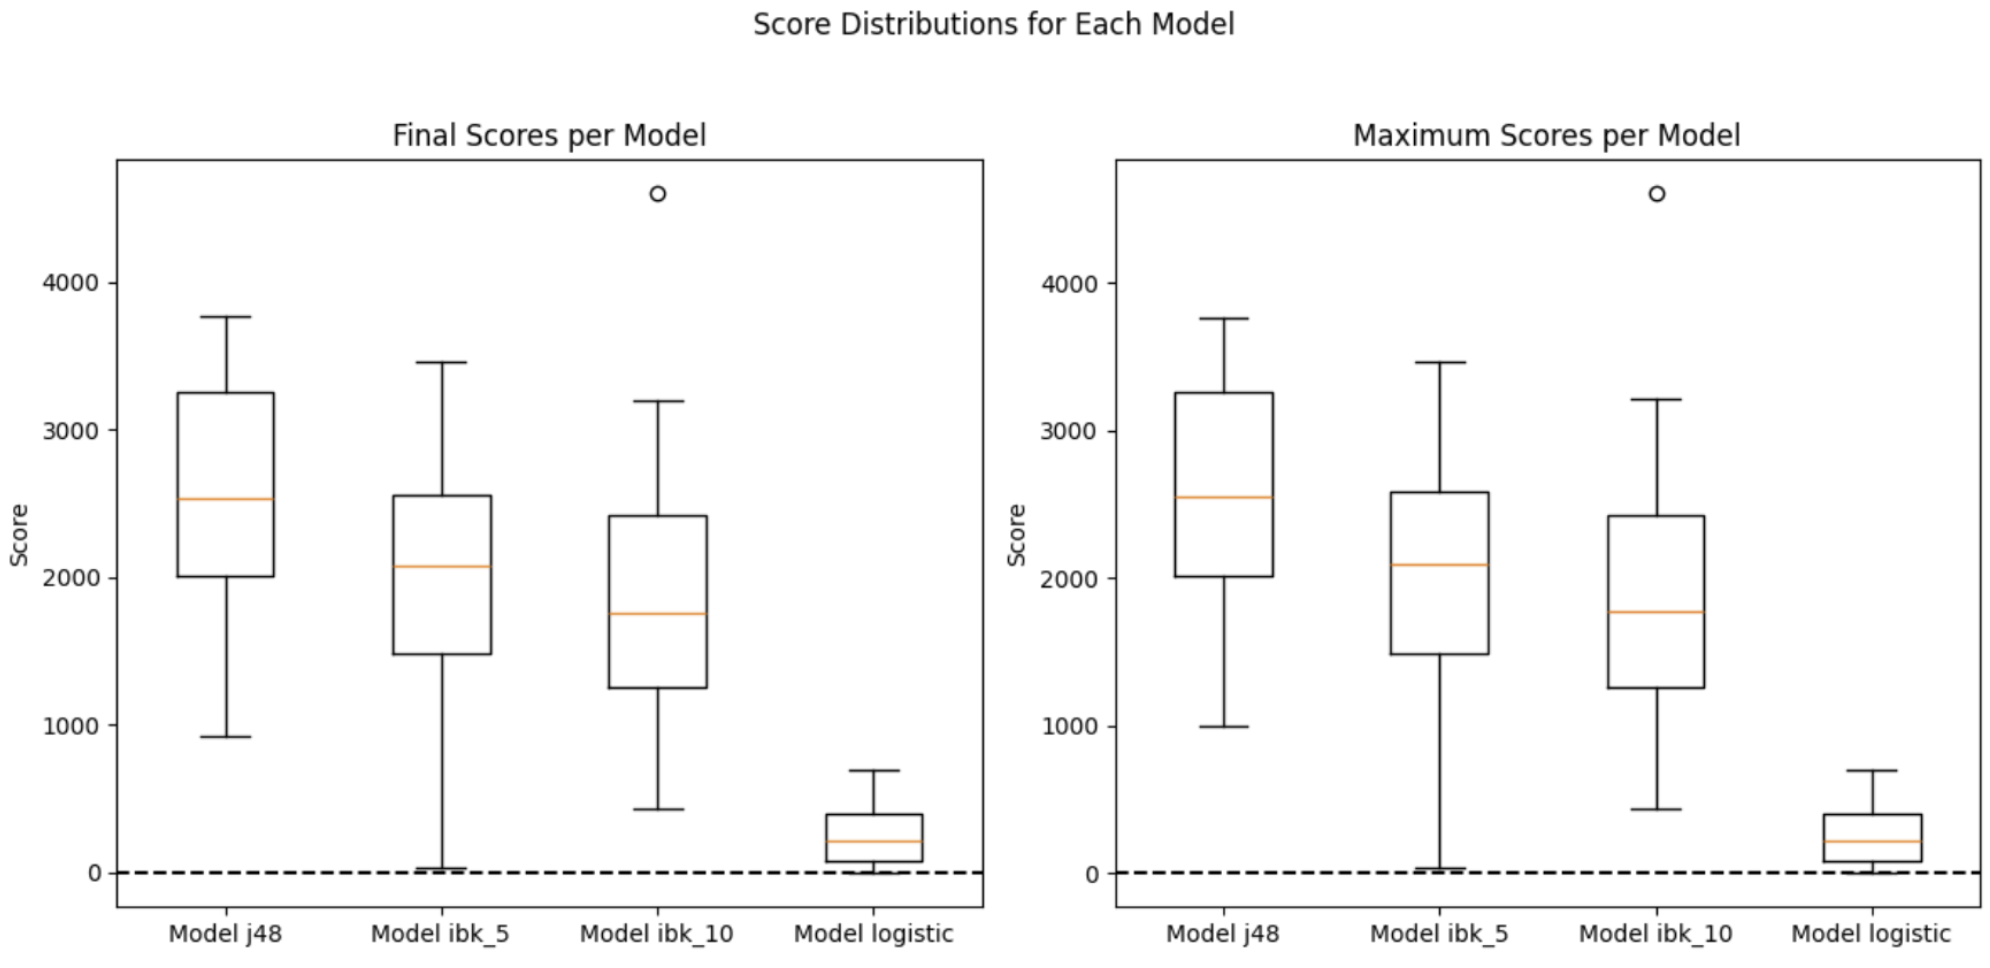 Score Distributions for Each Model
Final Scores per Model
Score
4000
3000
2000
1000
0
Model j48
Model ibk_5
Model ibk_10
Model logistic
Maximum Scores per Model
Score
4000
3000
2000
1000
0
Model j48
Model ibk_5
Model ibk_10
Model logistic